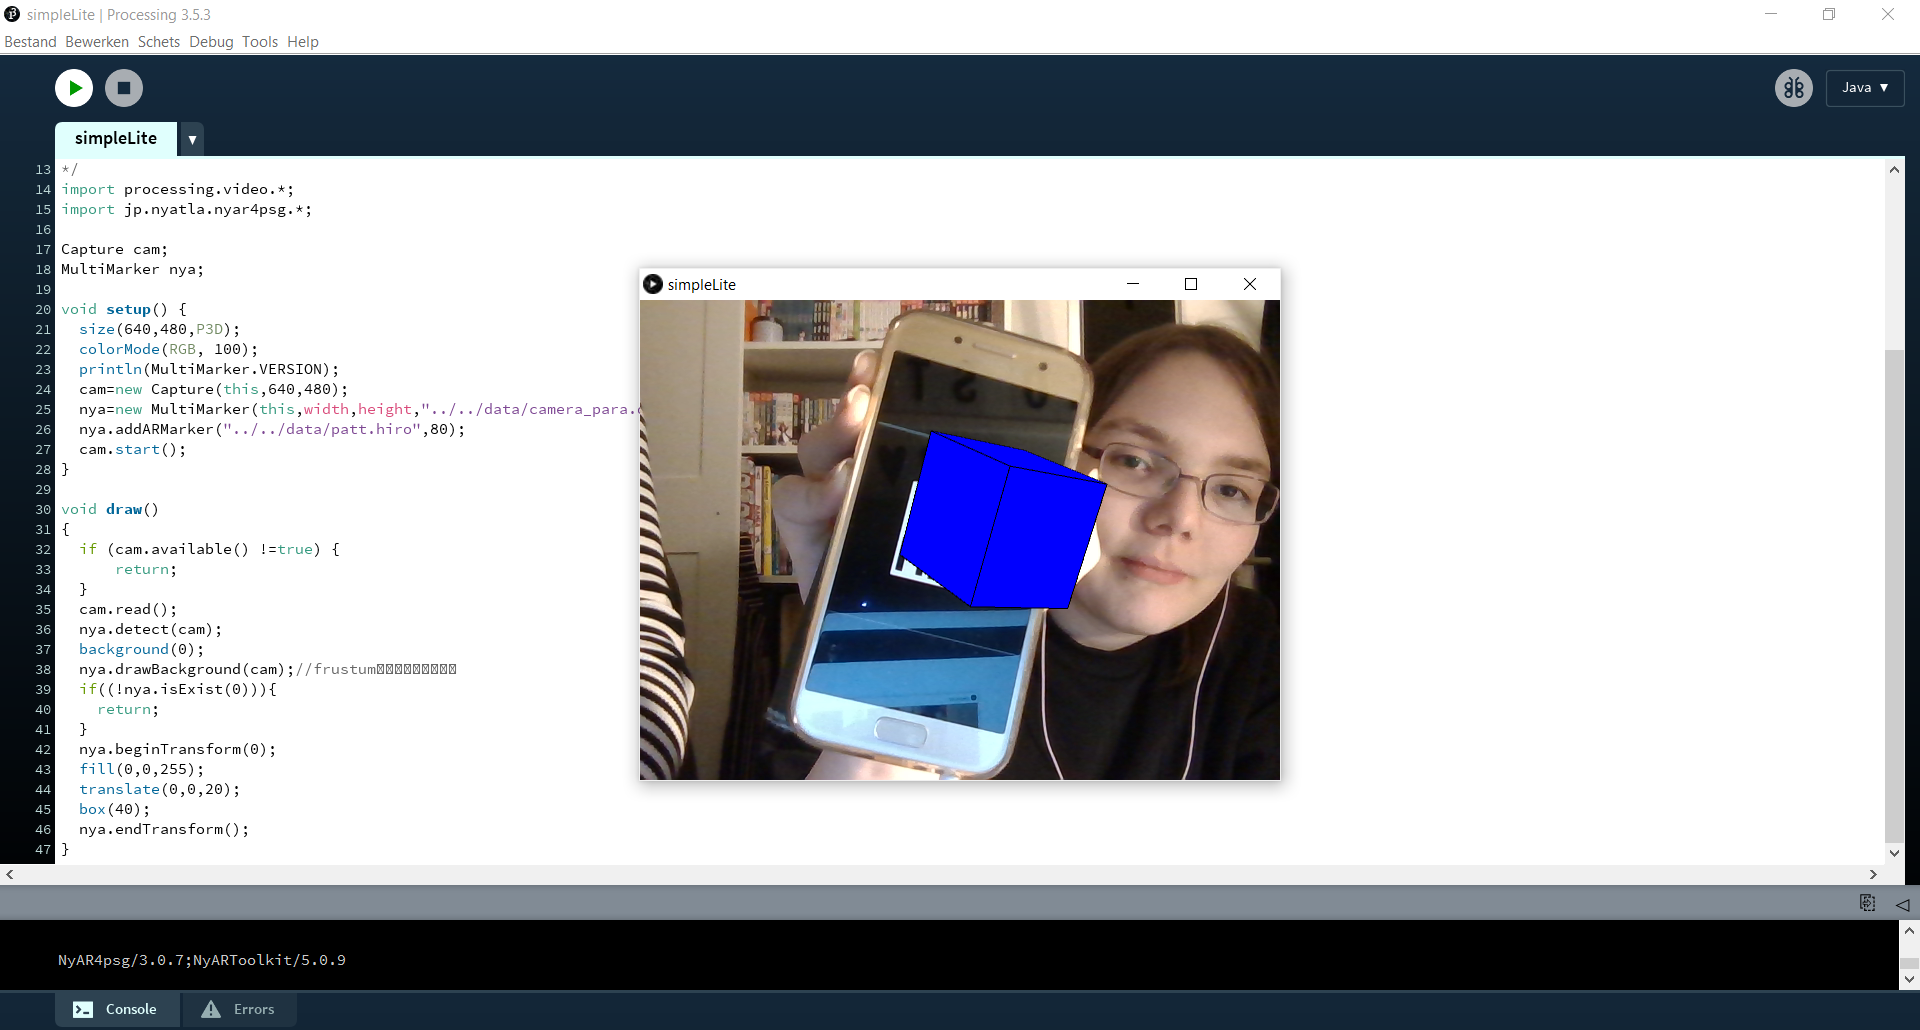 simpleLite | Processing 3.5.3
Bestand Bewerken Schets Debug Tools Help
Java ▼
simpleLite ▼
13 */
14 import processing.video.*;
15 import jp.nyatla.nyar4psg.*;
16
17 Capture cam;
18 MultiMarker nya;
19
20 void setup() {
21 size(640,480,P3D);
22 colorMode(RGB, 100);
23 println(MultiMarker.VERSION);
24 cam=new Capture(this,640,480);
25 nya=new MultiMarker(this,width,height,"../../data/camera_para.
26 nya.addARMarker("../../data/patt.hiro",80);
27 cam.start();
28 }
29
30 void draw()
31 {
32 if (cam.available() !=true) {
33 return;
34 }
35 cam.read();
36 nya.detect(cam);
37 background(0);
38 nya.drawBackground(cam);//frustum
39 if((!nya.isExist(0))){
40 return;
41 }
42 nya.beginTransform(0);
43 fill(0,0,255);
44 translate(0,0,20);
45 box(40);
46 nya.endTransform();
47 }
simpleLite
NyAR4psg/3.0.7;NyARToolkit/5.0.9
Console
Errors